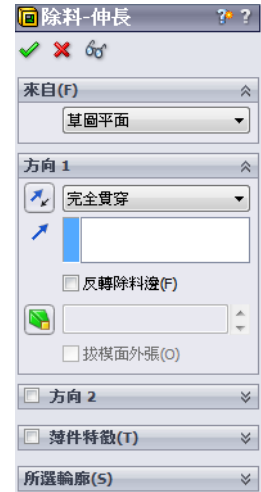 除料-伸長
來自(F)
草圖平面
方向 1
完全貫穿
反轉除料邊(F)
拔模面外張(O)
方向 2
薄件特徵(T)
所選輪廓(S)